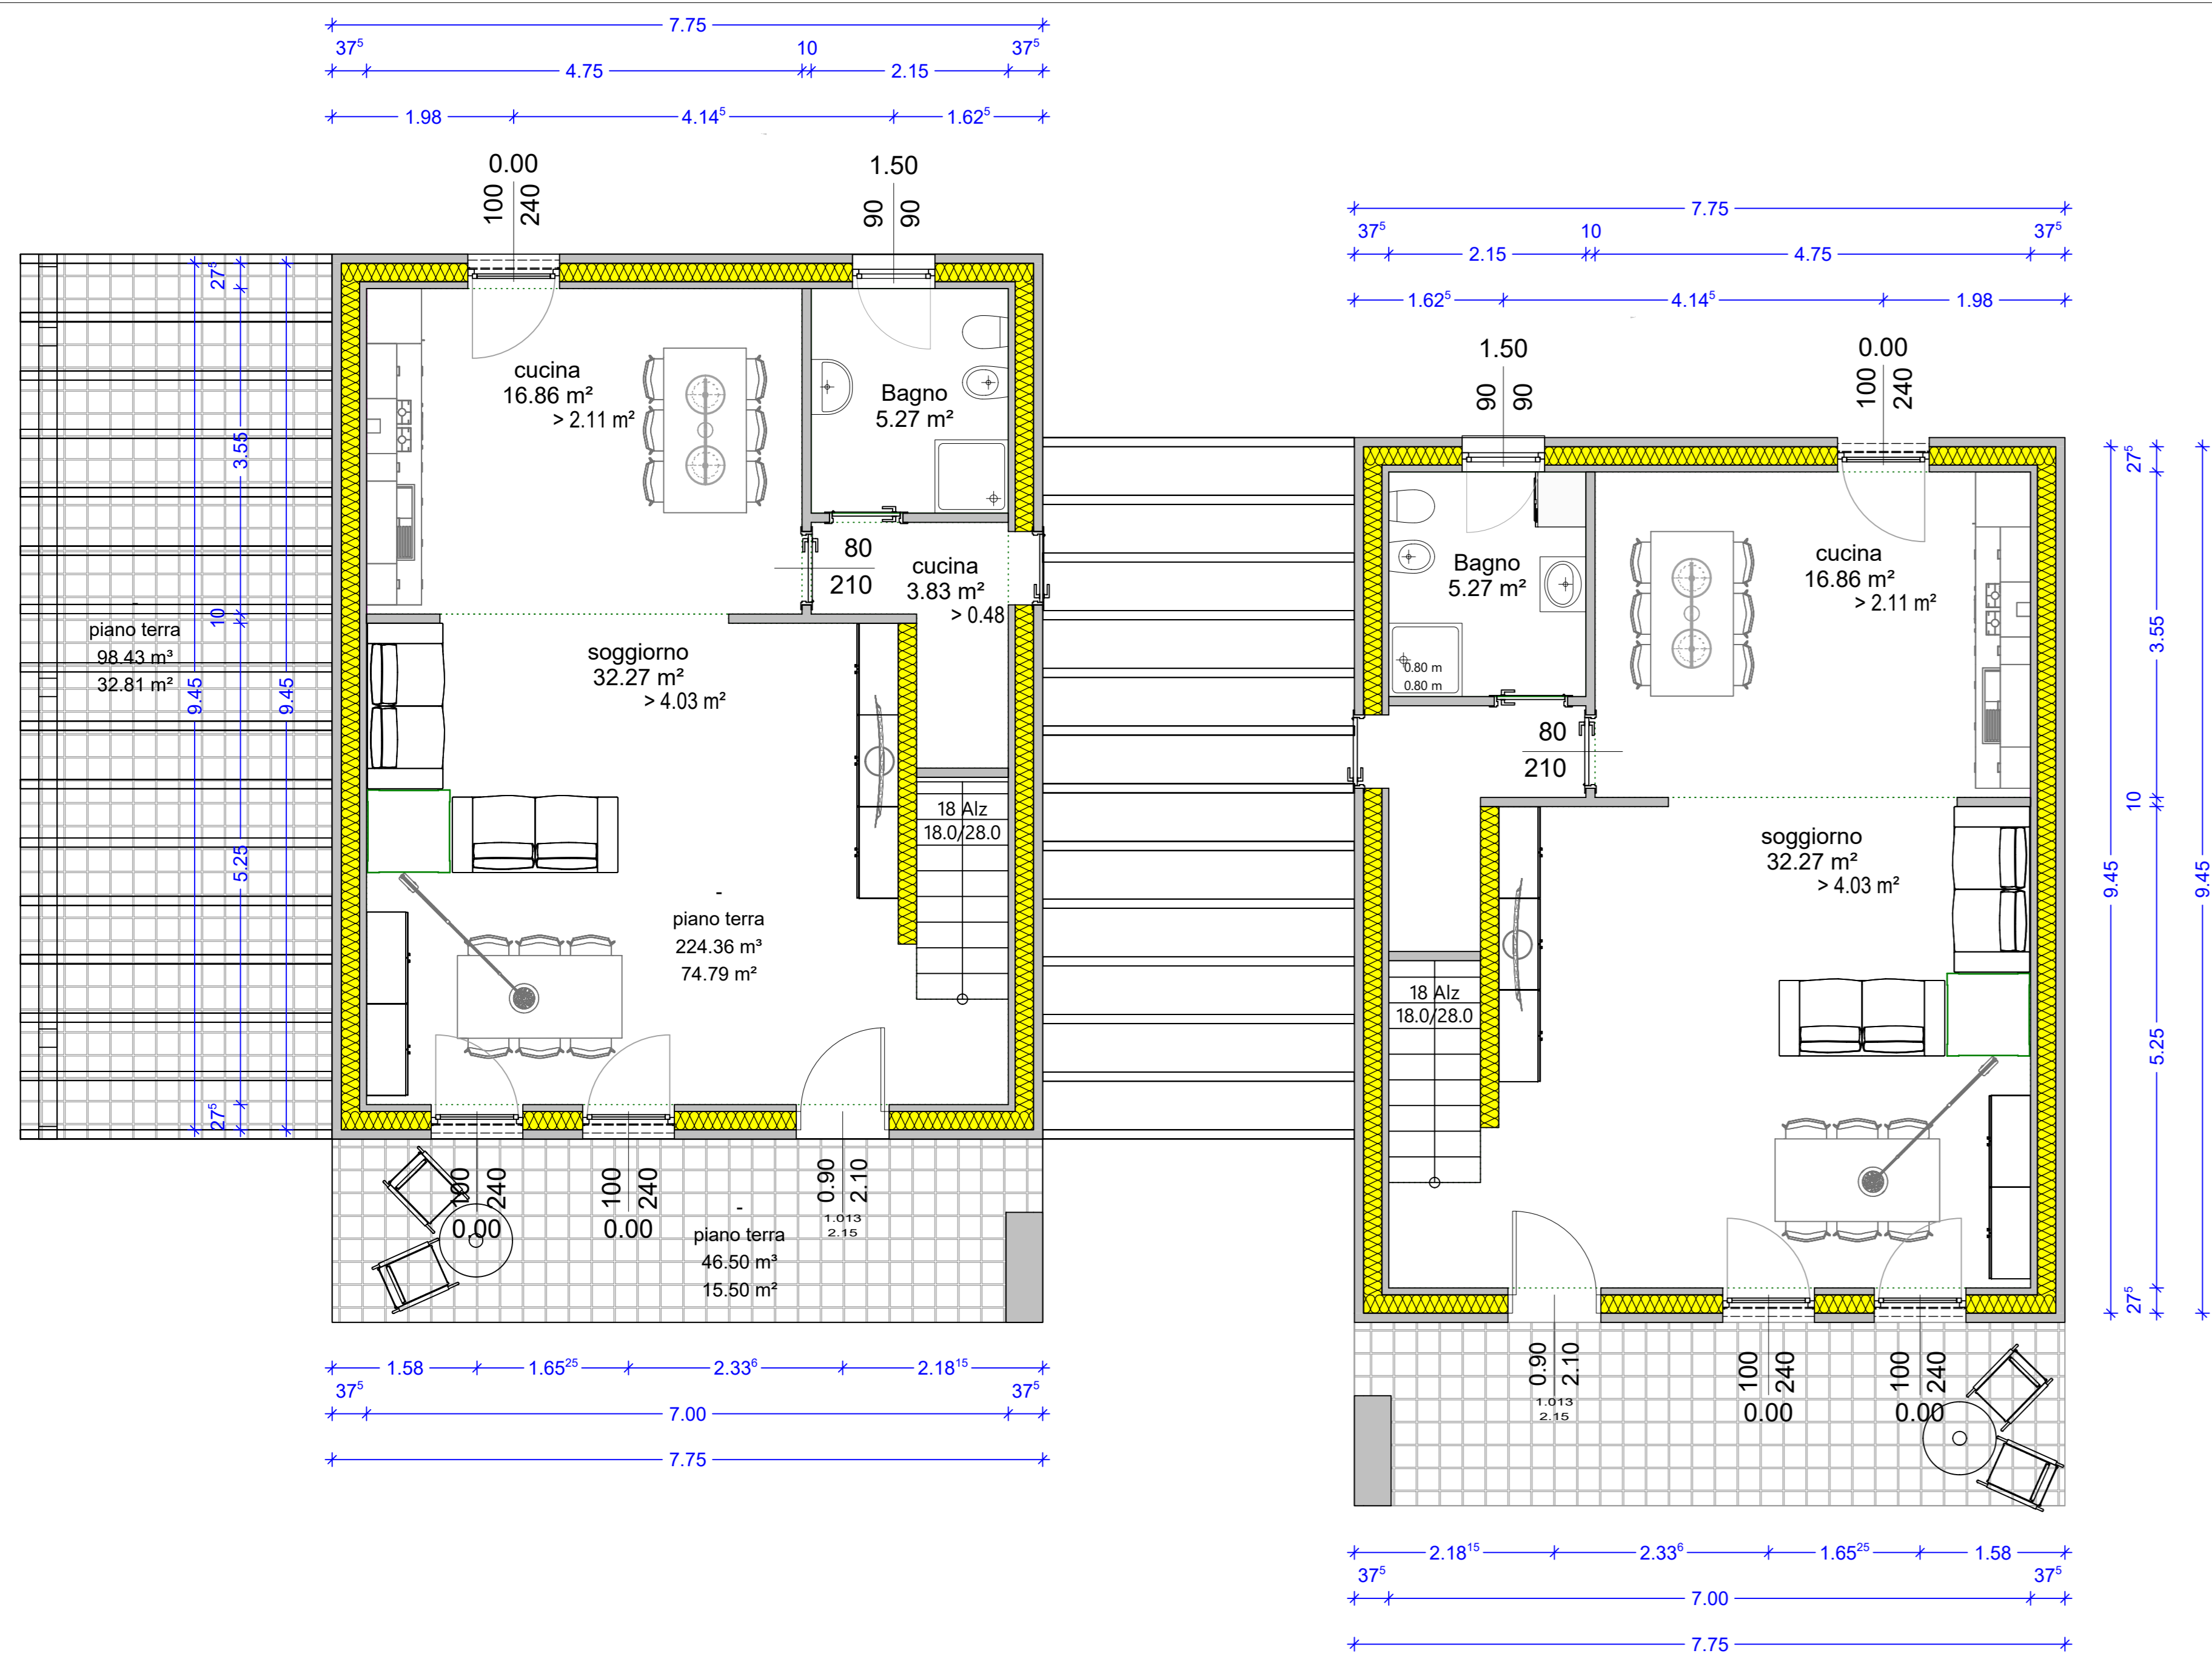 7.75
37⁵ 10 37⁵
4.75 2.15
1.98 4.14⁵ 1.62⁵
0.00
100 240
1.50
90 90
27⁵
3.55
10
5.25
27⁵
9.45
9.45
-
piano terra
98.43 m³
32.81 m²
cucina
16.86 m²
> 2.11 m²
Bagno
5.27 m²
80
210
cucina
3.83 m²
> 0.48
soggiorno
32.27 m²
> 4.03 m²
18 Alz
18.0/28.0
-
piano terra
224.36 m³
74.79 m²
100 240
0.00
100 240
0.00
0.90 2.10
1.013
2.15
-
piano terra
46.50 m³
15.50 m²
1.58 1.65²⁵ 2.33⁶ 2.18¹⁵
37⁵ 37⁵
7.00
7.75
7.75
37⁵ 10 37⁵
2.15 4.75
1.62⁵ 4.14⁵ 1.98
1.50
90 90
0.00
100 240
Bagno
5.27 m²
cucina
16.86 m²
> 2.11 m²
0.80 m
0.80 m
80
210
soggiorno
32.27 m²
> 4.03 m²
18 Alz
18.0/28.0
27⁵
3.55
10
5.25
27⁵
9.45
9.45
0.90 2.10
1.013
2.15
100 240
0.00
100 240
0.00
2.18¹⁵ 2.33⁶ 1.65²⁵ 1.58
37⁵ 37⁵
7.00
7.75